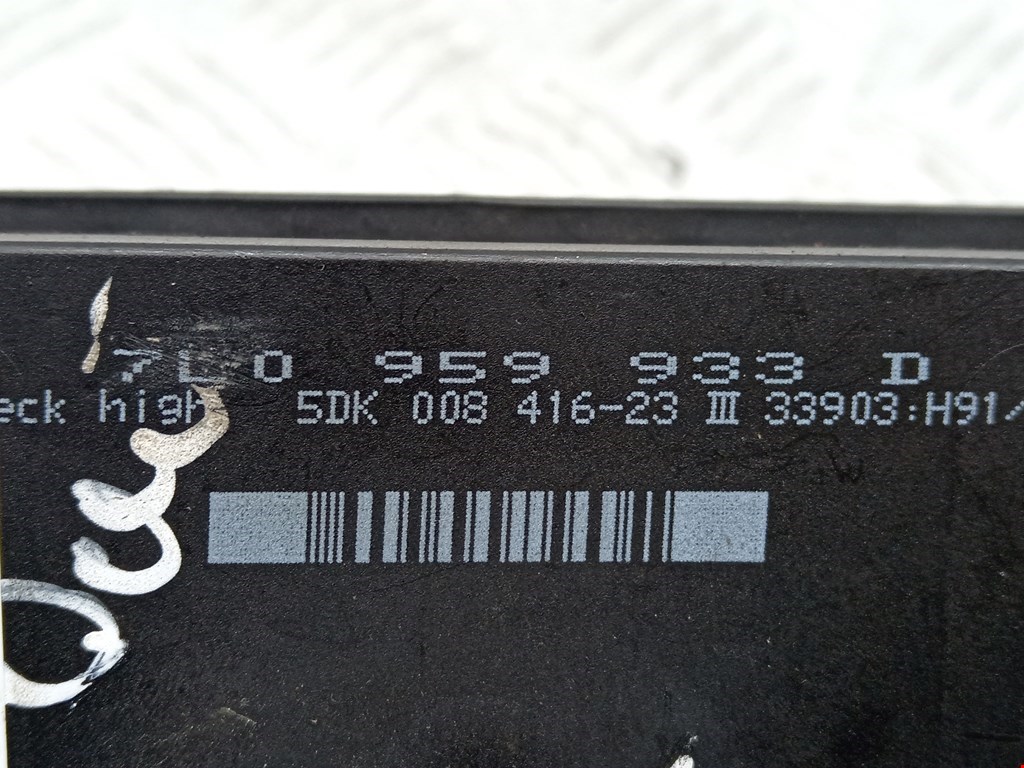 7L0 959 933 D
eck high 5DK 008 416-23 III 33903:H91/